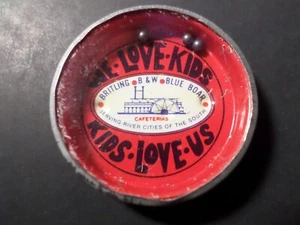 WE·LOVE·KIDS
BRITLING · B & W · BLUE BOAR
CAFETERIAS
SERVING RIVER CITIES OF THE SOUTH
KIDS·LOVE·US